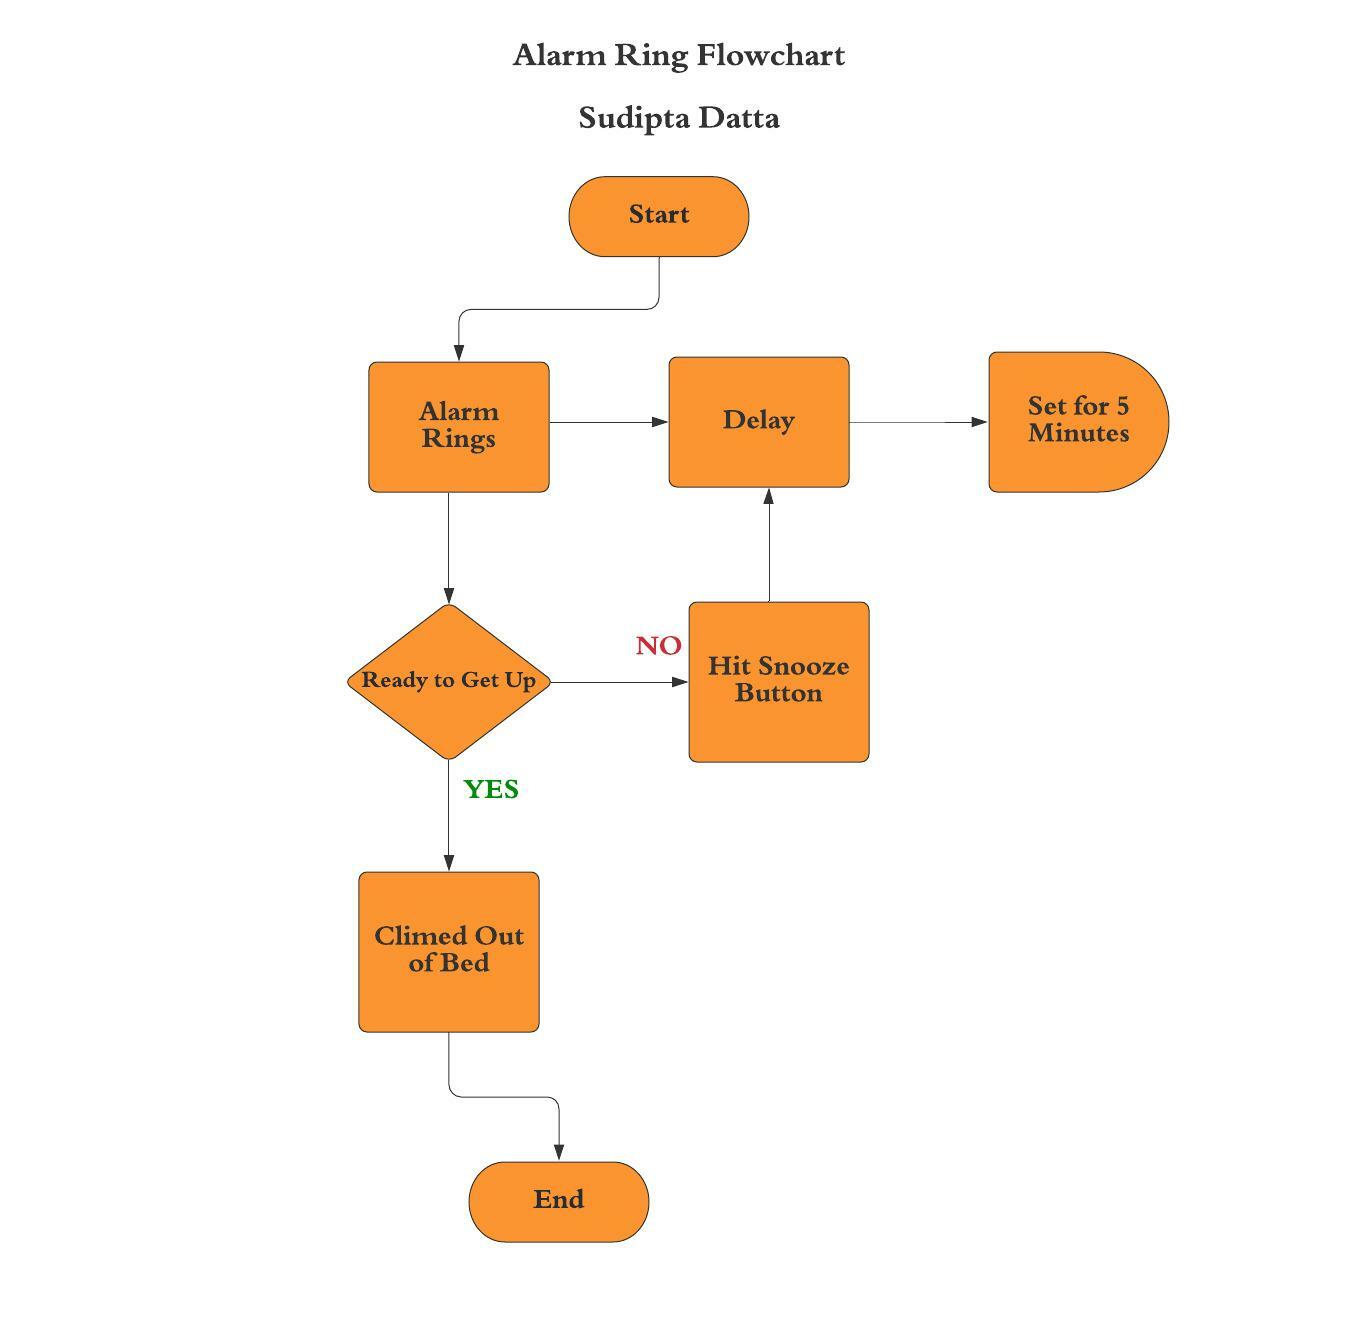 Alarm Ring Flowchart
Sudipta Datta
Start
Alarm
Rings
Delay
Set for 5
Minutes
Ready to Get Up
NO
Hit Snooze
Button
YES
Climed Out
of Bed
End